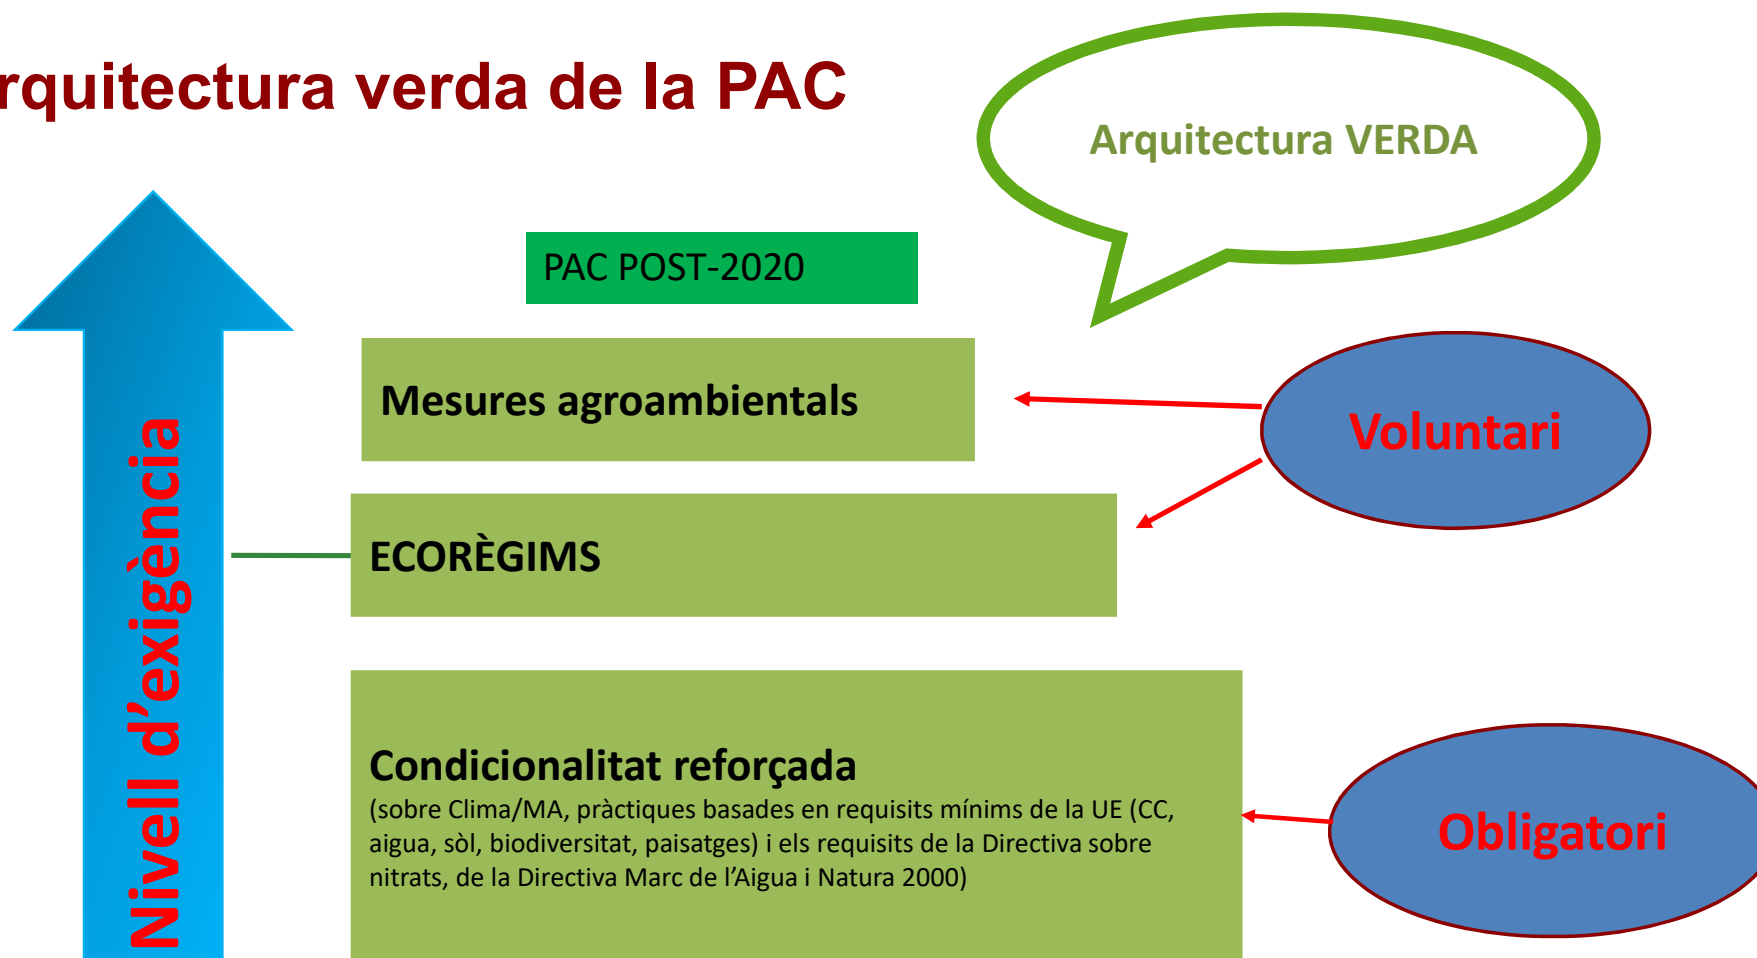 rquitectura verda de la PAC
Arquitectura VERDA
PAC POST-2020
Mesures agroambientals
Voluntari
ECORÈGIMS
Nivell d’exigència
Condicionalitat reforçada
(sobre Clima/MA, pràctiques basades en requisits mínims de la UE (CC,
aigua, sòl, biodiversitat, paisatges) i els requisits de la Directiva sobre
nitrats, de la Directiva Marc de l’Aigua i Natura 2000)
Obligatori